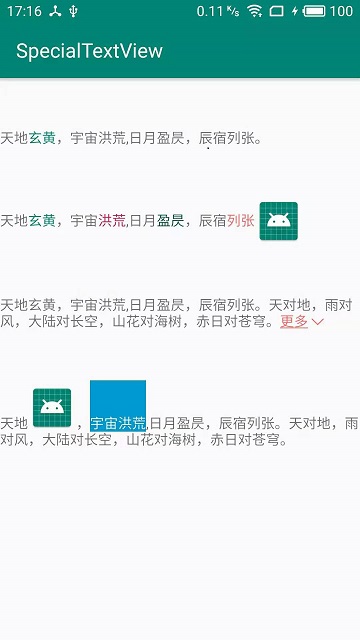 17:16 0.11 K/s 100
SpecialTextView
天地玄黄，宇宙洪荒,日月盈昃，辰宿列张。
天地玄黄，宇宙洪荒,日月盈昃，辰宿列张
天地玄黄，宇宙洪荒,日月盈昃，辰宿列张。天对地，雨对
风，大陆对长空，山花对海树，赤日对苍穹。更多
天地 ，宇宙洪荒,日月盈昃，辰宿列张。天对地，雨
对风，大陆对长空，山花对海树，赤日对苍穹。